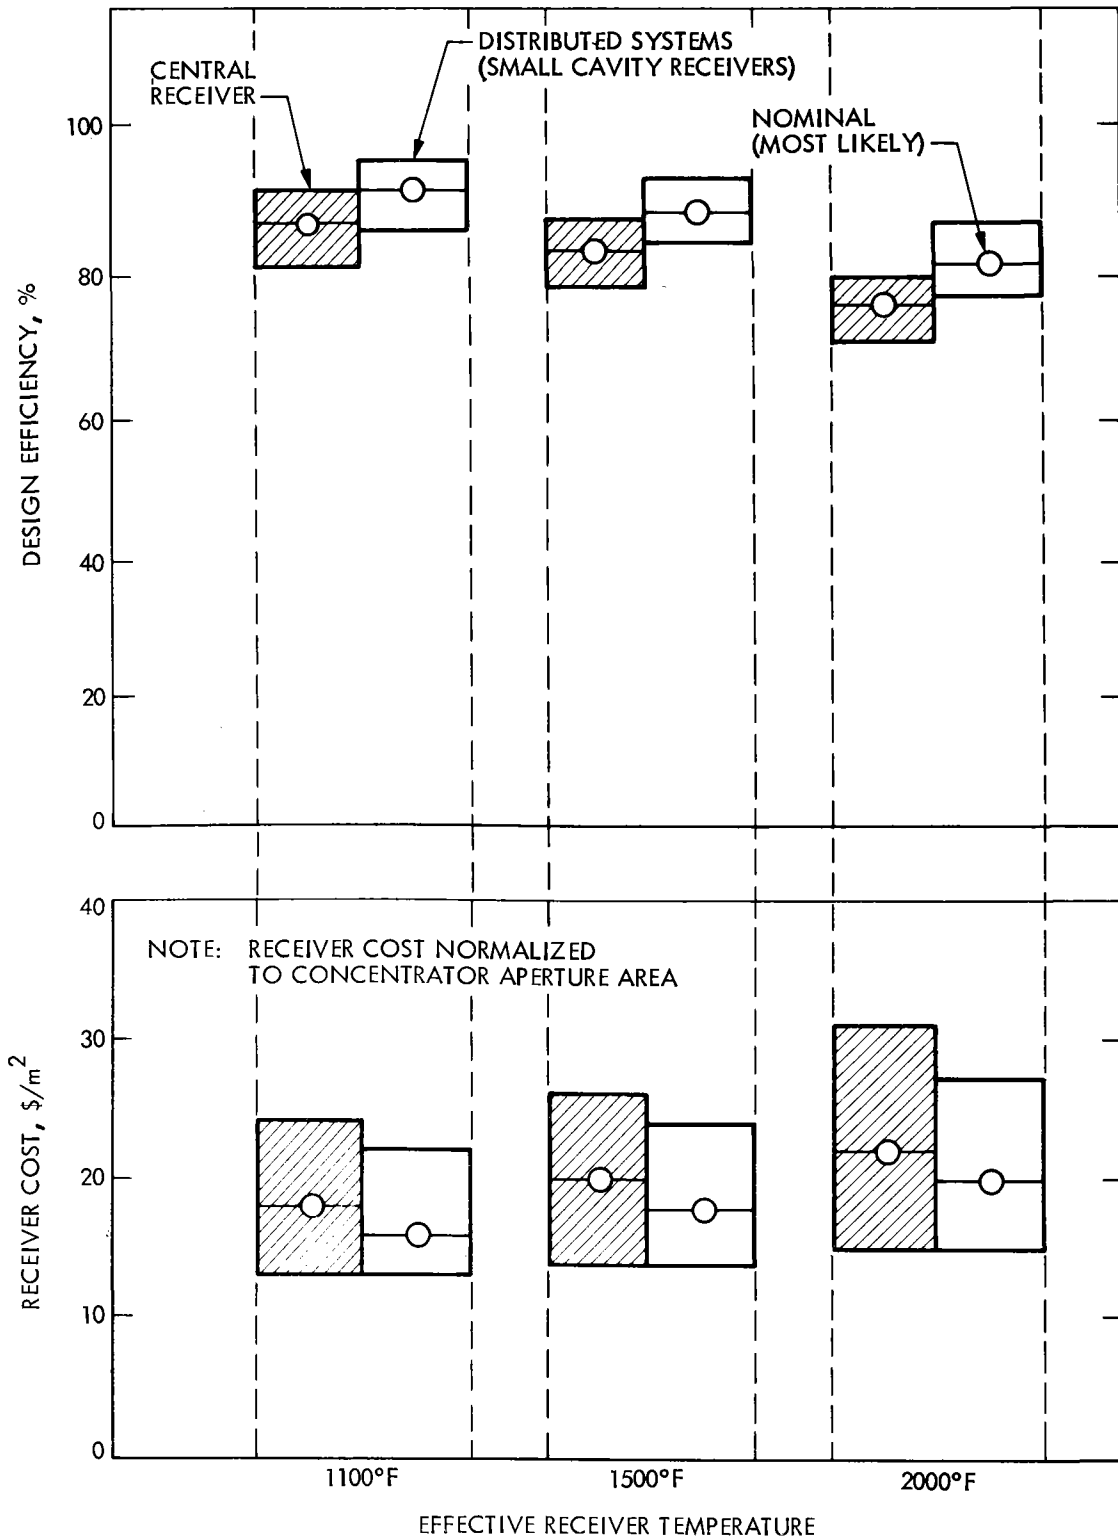 DISTRIBUTED SYSTEMS
(SMALL CAVITY RECEIVERS)
CENTRAL
RECEIVER
NOMINAL
(MOST LIKELY)
100
80
60
40
20
0
DESIGN EFFICIENCY, %
40
NOTE: RECEIVER COST NORMALIZED
TO CONCENTRATOR APERTURE AREA
30
20
10
0
RECEIVER COST, $/m²
1100°F
1500°F
2000°F
EFFECTIVE RECEIVER TEMPERATURE